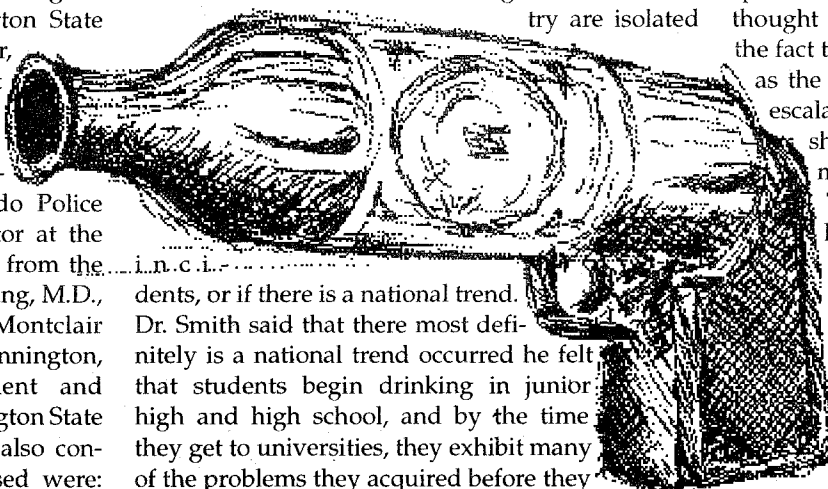 ton State
r,
do Police
tor at the
from the
ng, M.D.,
Montclair
nnington,
ent and
gton State
also con-
sed were:
try are isolated
i n c i -
dents, or if there is a national trend.
Dr. Smith said that there most defi-
nitely is a national trend occurred he felt
that students begin drinking in junior
high and high school, and by the time
they get to universities, they exhibit many
of the problems they acquired before they
thought
the fact t
as the
escala
sh